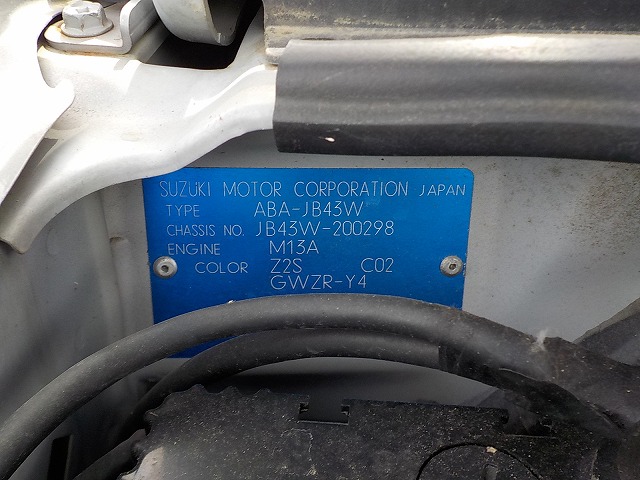 SUZUKI MOTOR CORPORATION JAPAN
TYPE ABA-JB43W
CHASSIS NO. JB43W-200298
ENGINE M13A
COLOR Z2S C02
GWZR-Y4